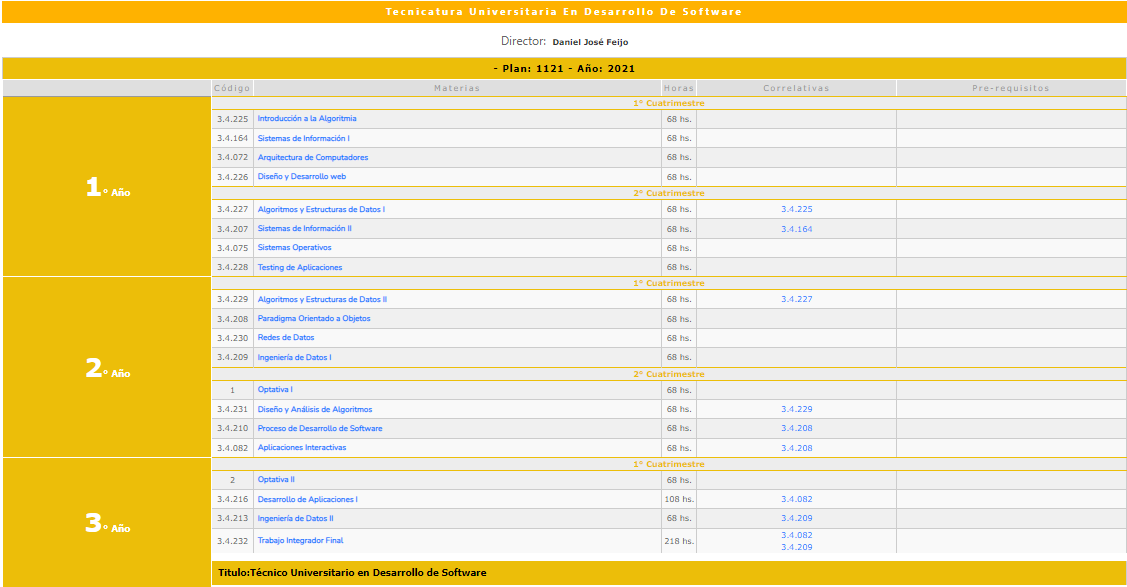 Tecnicatura Universitaria En Desarrollo De Software
Director: Daniel José Feijo
- Plan: 1121 - Año: 2021
Código Materias Horas Correlativas Pre-requisitos
1° Año
1° Cuatrimestre
3.4.225 Introducción a la Algoritmia 68 hs.
3.4.164 Sistemas de Información I 68 hs.
3.4.072 Arquitectura de Computadores 68 hs.
3.4.226 Diseño y Desarrollo web 68 hs.
2° Cuatrimestre
3.4.227 Algoritmos y Estructuras de Datos I 68 hs. 3.4.225
3.4.207 Sistemas de Información II 68 hs. 3.4.164
3.4.075 Sistemas Operativos 68 hs.
3.4.228 Testing de Aplicaciones 68 hs.
2° Año
1° Cuatrimestre
3.4.229 Algoritmos y Estructuras de Datos II 68 hs. 3.4.227
3.4.208 Paradigma Orientado a Objetos 68 hs.
3.4.230 Redes de Datos 68 hs.
3.4.209 Ingeniería de Datos I 68 hs.
2° Cuatrimestre
1 Optativa I 68 hs.
3.4.231 Diseño y Análisis de Algoritmos 68 hs. 3.4.229
3.4.210 Proceso de Desarrollo de Software 68 hs. 3.4.208
3.4.082 Aplicaciones Interactivas 68 hs. 3.4.208
3° Año
1° Cuatrimestre
2 Optativa II 68 hs.
3.4.216 Desarrollo de Aplicaciones I 108 hs. 3.4.082
3.4.213 Ingeniería de Datos II 68 hs. 3.4.209
3.4.232 Trabajo Integrador Final 218 hs. 3.4.082
3.4.209
Titulo:Técnico Universitario en Desarrollo de Software